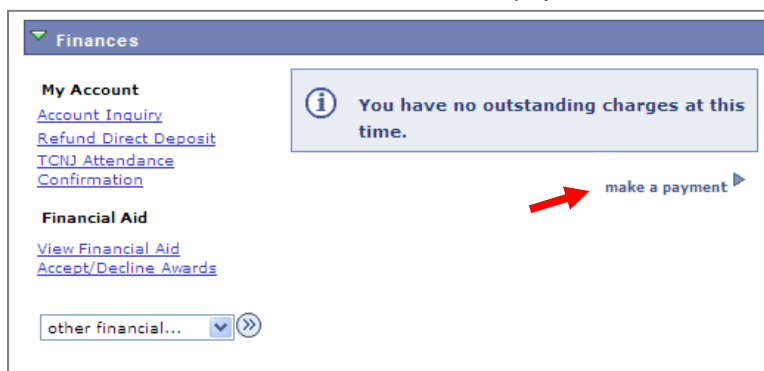 Finances
My Account
Account Inquiry
Refund Direct Deposit
TCNJ Attendance
Confirmation
Financial Aid
View Financial Aid
Accept/Decline Awards
other financial...
You have no outstanding charges at this
time.
make a payment